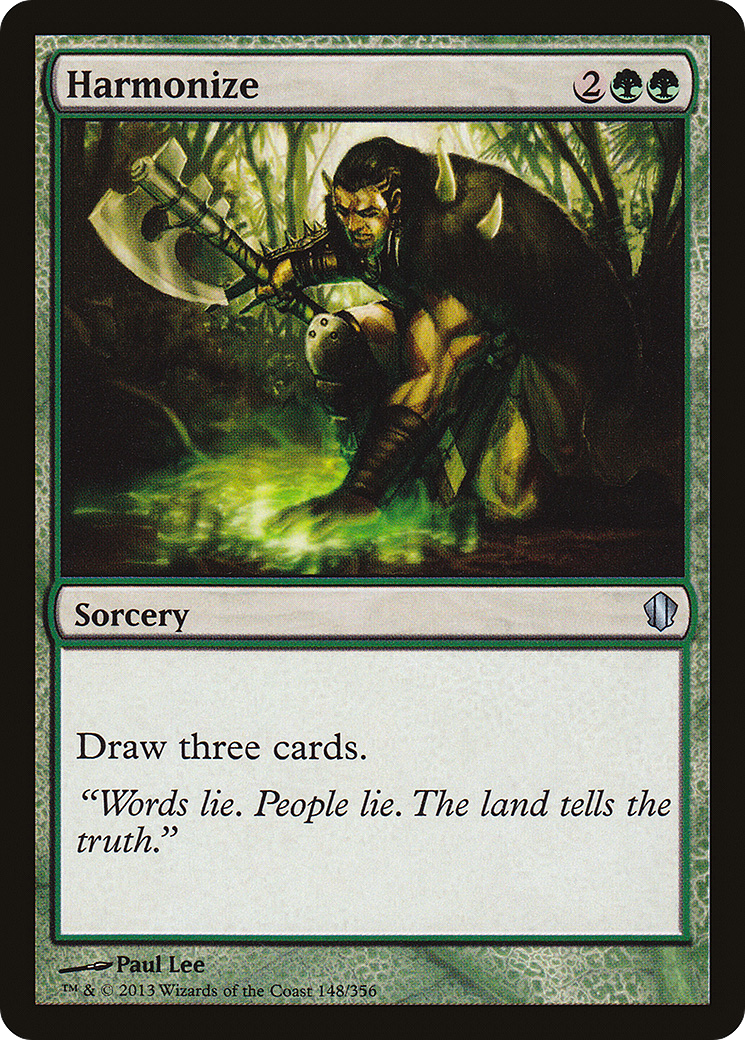 Harmonize 2
Sorcery
Draw three cards.
“Words lie. People lie. The land tells the
truth.”
Paul Lee
™ & © 2013 Wizards of the Coast 148/356